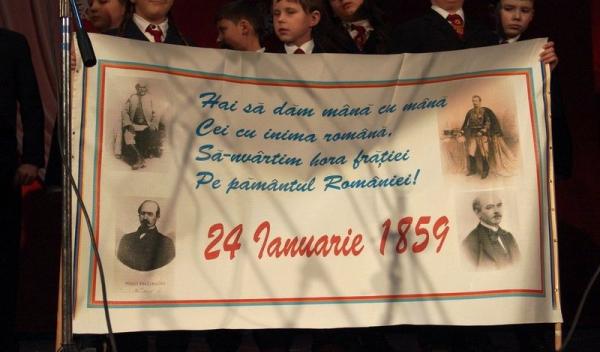 Hai să dăm mână cu mână
Cei cu inima română,
Să-nvârtim hora frăţiei
Pe pământul României!
24 Ianuarie 1859